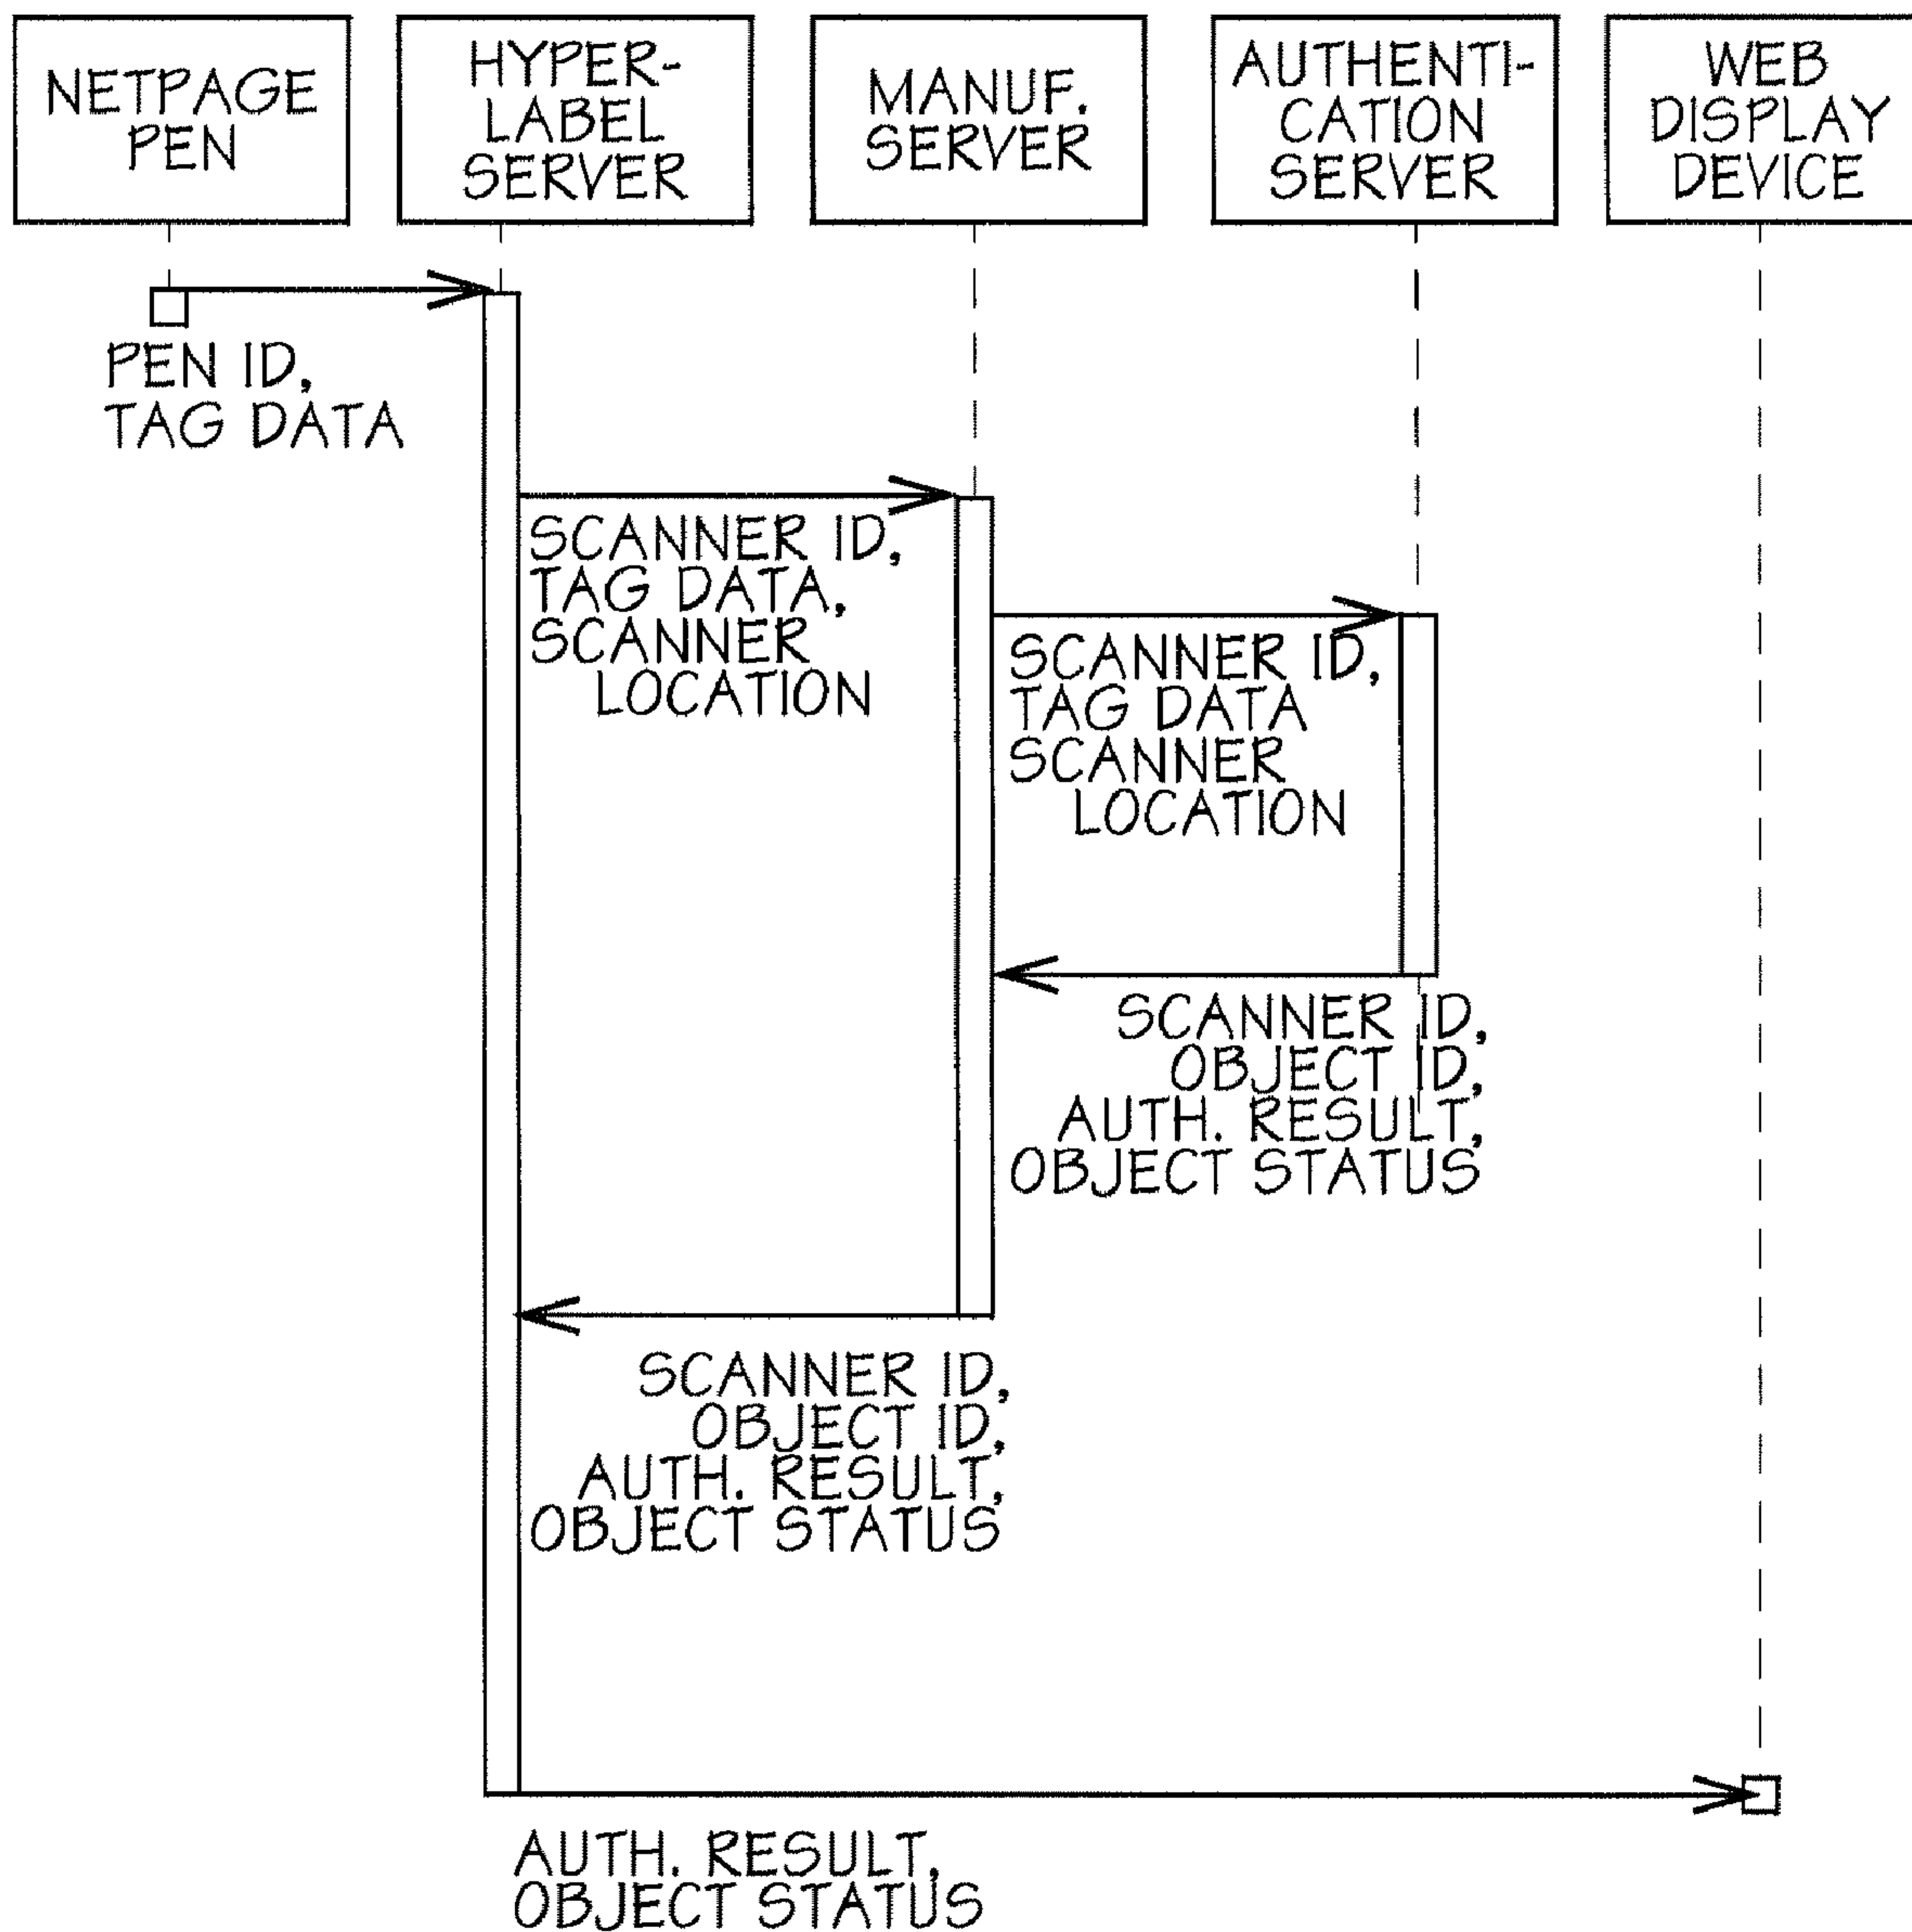 NETPAGE
PEN
HYPER-
LABEL
SERVER
MANUF.
SERVER
AUTHENTI-
CATION
SERVER
WEB
DISPLAY
DEVICE
PEN ID,
TAG DATA
SCANNER ID,
TAG DATA,
SCANNER
LOCATION
SCANNER ID,
TAG DATA
SCANNER
LOCATION
SCANNER ID,
OBJECT ID,
AUTH. RESULT,
OBJECT STATUS
SCANNER ID,
OBJECT ID,
AUTH. RESULT,
OBJECT STATUS
AUTH. RESULT,
OBJECT STATUS